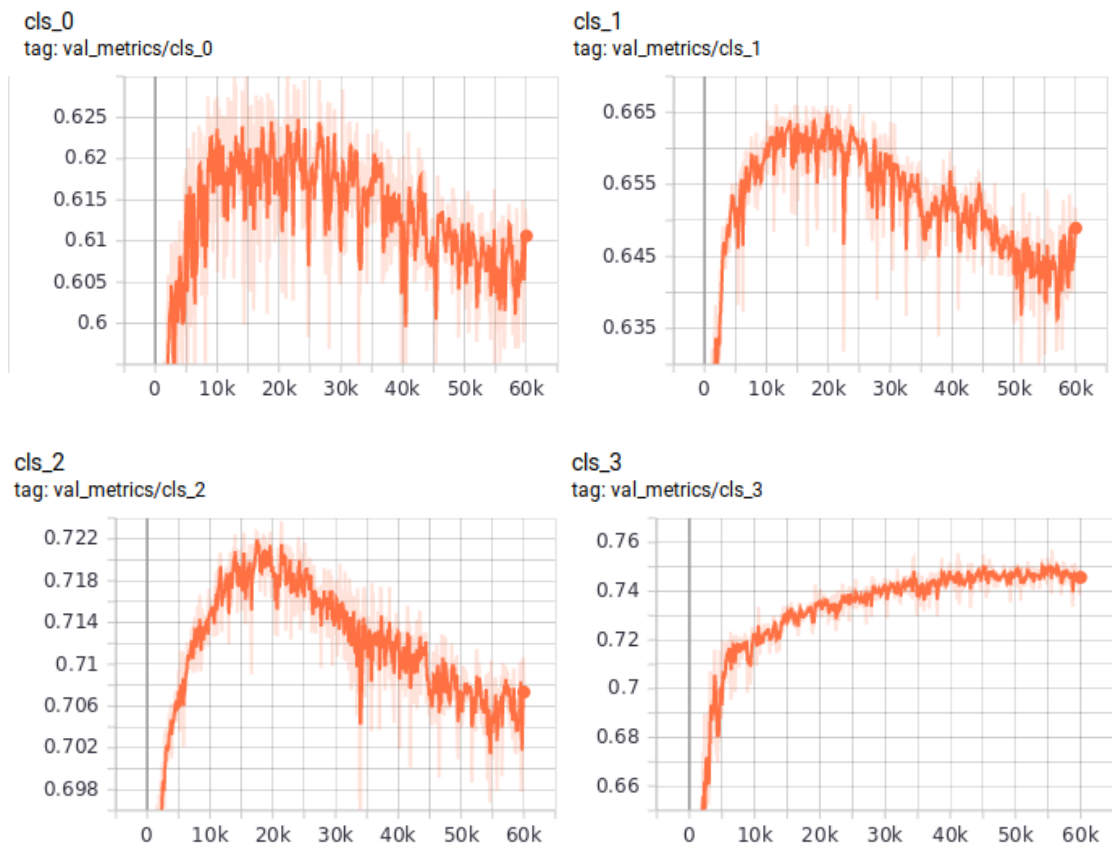 cls_0
tag: val_metrics/cls_0
0.625
0.62
0.615
0.61
0.605
0.6
0 10k 20k 30k 40k 50k 60k
cls_1
tag: val_metrics/cls_1
0.665
0.655
0.645
0.635
0 10k 20k 30k 40k 50k 60k
cls_2
tag: val_metrics/cls_2
0.722
0.718
0.714
0.71
0.706
0.702
0.698
0 10k 20k 30k 40k 50k 60k
cls_3
tag: val_metrics/cls_3
0.76
0.74
0.72
0.7
0.68
0.66
0 10k 20k 30k 40k 50k 60k